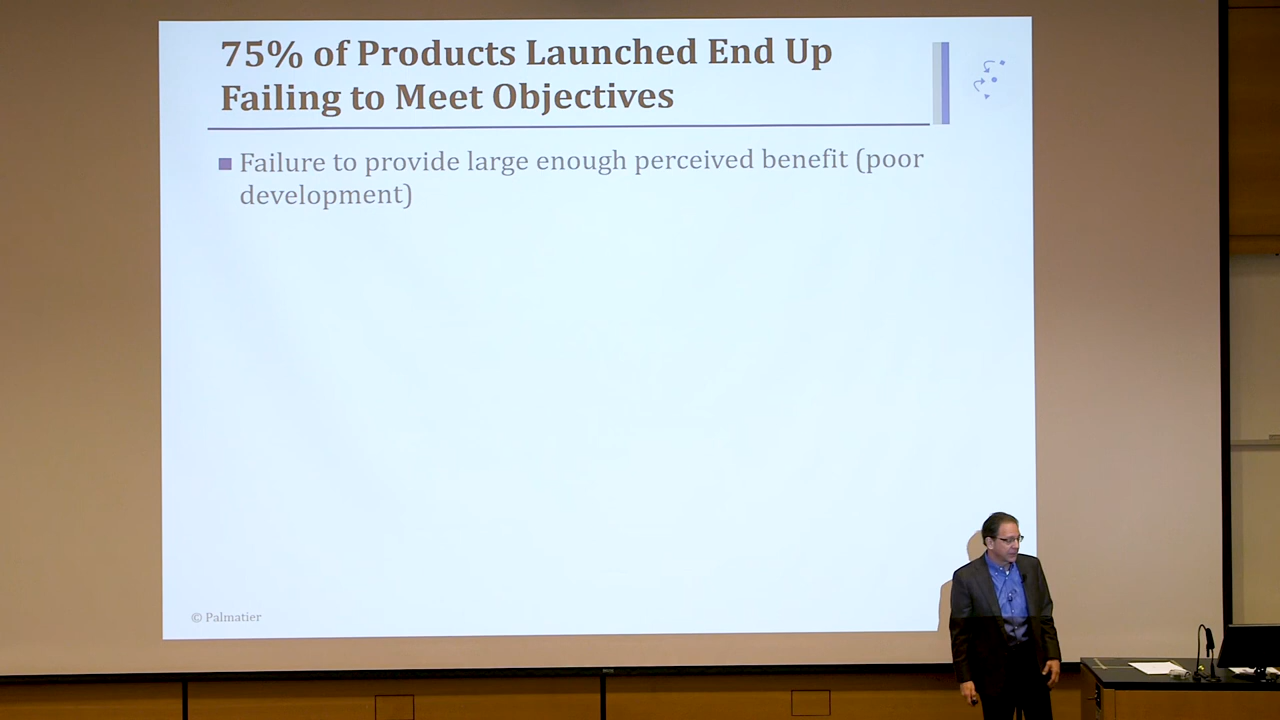 75% of Products Launched End Up
Failing to Meet Objectives
Failure to provide large enough perceived benefit (poor
development)
© Palmatier